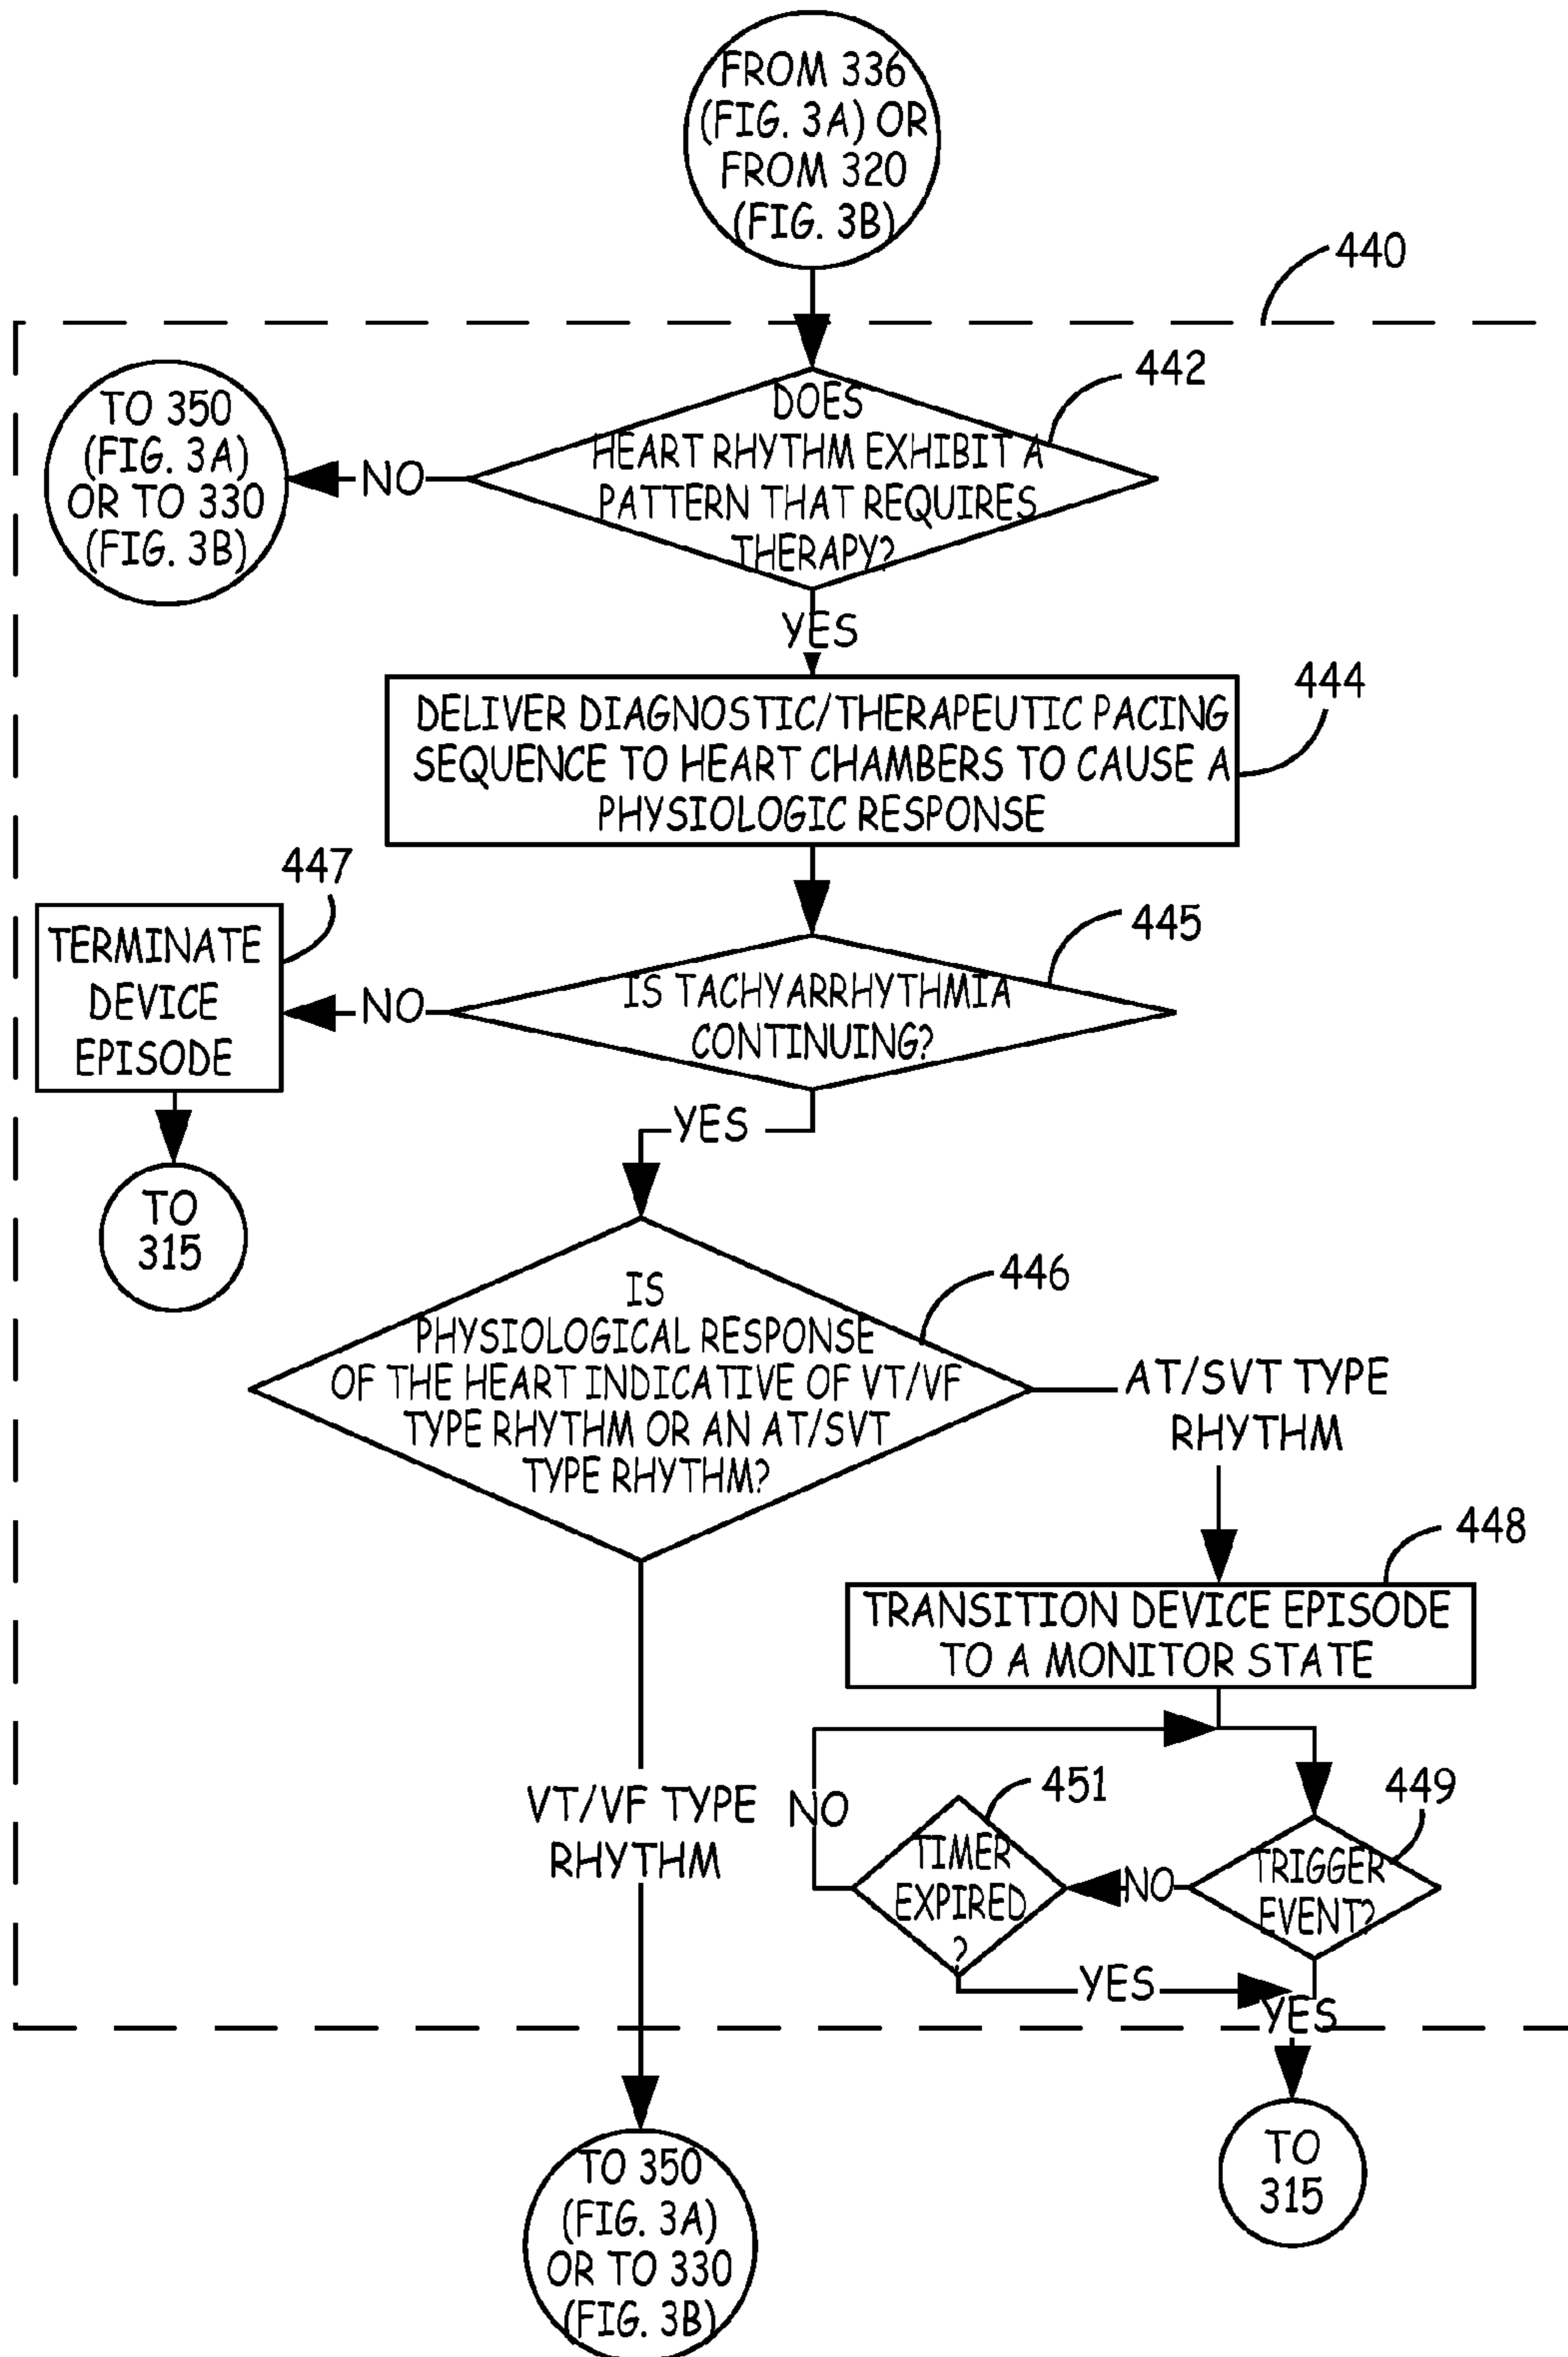 FROM 336
(FIG. 3A) OR
FROM 320
(FIG. 3B)
440
442
DOES
HEART RHYTHM EXHIBIT A
PATTERN THAT REQUIRES
THERAPY?
NO
TO 350
(FIG. 3A)
OR TO 330
(FIG. 3B)
YES
444
DELIVER DIAGNOSTIC/THERAPEUTIC PACING
SEQUENCE TO HEART CHAMBERS TO CAUSE A
PHYSIOLOGIC RESPONSE
447
445
TERMINATE
DEVICE
EPISODE
NO
IS TACHYARRHYTHMIA
CONTINUING?
YES
TO
315
446
IS
PHYSIOLOGICAL RESPONSE
OF THE HEART INDICATIVE OF VT/VF
TYPE RHYTHM OR AN AT/SVT
TYPE RHYTHM?
AT/SVT TYPE
RHYTHM
448
TRANSITION DEVICE EPISODE
TO A MONITOR STATE
VT/VF TYPE
RHYTHM
NO
451
449
TIMER
EXPIRED
?
NO
TRIGGER
EVENT?
YES
YES
TO
315
TO 350
(FIG. 3A)
OR TO 330
(FIG. 3B)